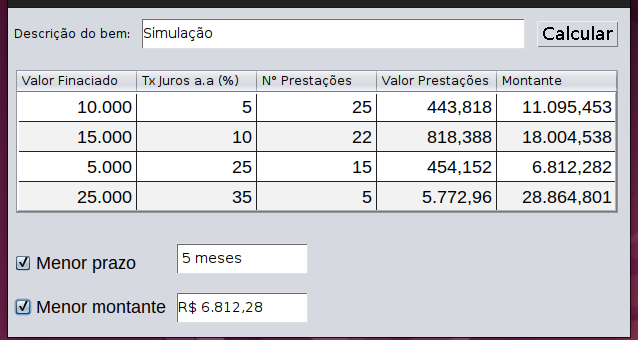 Descrição do bem: Simulação Calcular
Valor Finaciado Tx Juros a.a (%) N° Prestações Valor Prestações Montante
10.000 5 25 443,818 11.095,453
15.000 10 22 818,388 18.004,538
5.000 25 15 454,152 6.812,282
25.000 35 5 5.772,96 28.864,801
Menor prazo 5 meses
Menor montante R$ 6.812,28